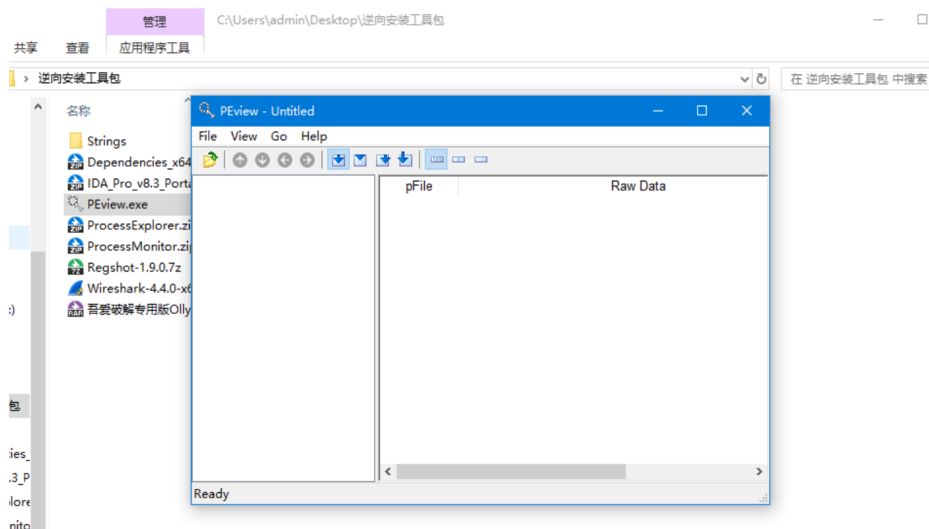 管理
C:\Users\admin\Desktop\逆向安装工具包
共享
查看
应用程序工具
逆向安装工具包
在 逆向安装工具包 中搜索
名称
Strings
Dependencies_x64
IDA_Pro_v8.3_Porta
PEview.exe
ProcessExplorer.zi
ProcessMonitor.zip
Regshot-1.9.0.7z
Wireshark-4.4.0-x6
吾爱破解专用版Olly
PEview - Untitled
File View Go Help
pFile
Raw Data
Ready
:)
包
cies_
.3_P
plore
nito